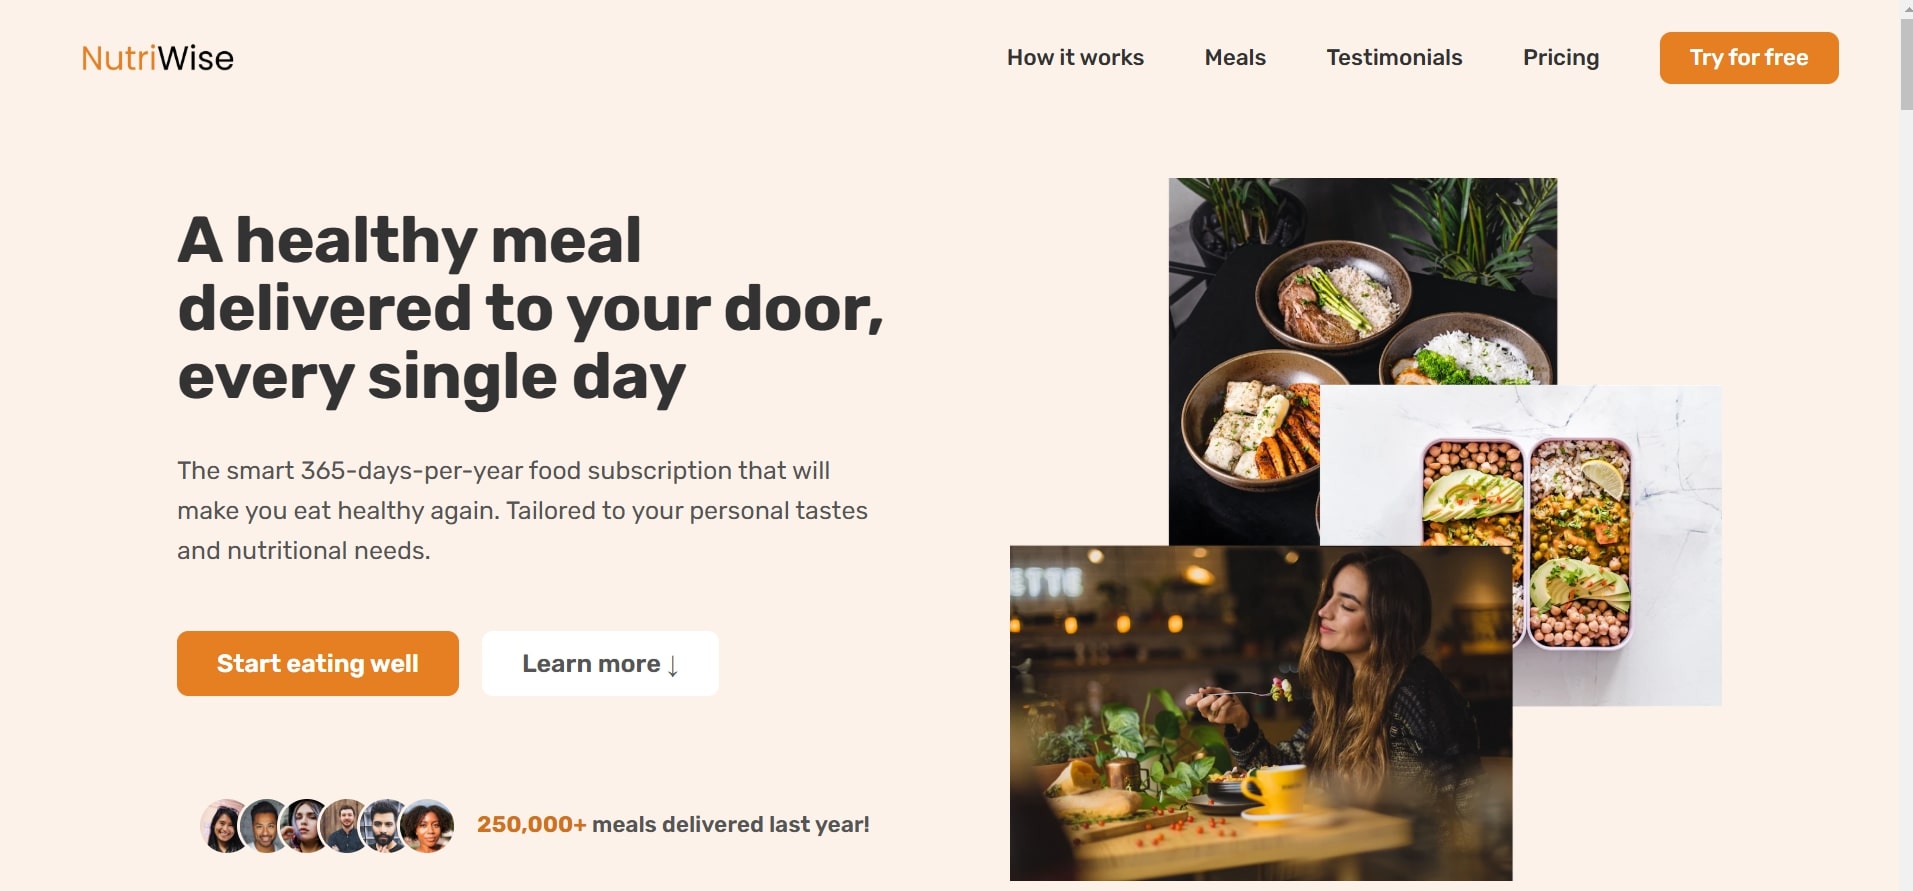 NutriWise
How it works
Meals
Testimonials
Pricing
Try for free
A healthy meal
delivered to your door,
every single day
The smart 365-days-per-year food subscription that will
make you eat healthy again. Tailored to your personal tastes
and nutritional needs.
Start eating well
Learn more ↓
250,000+ meals delivered last year!
ETTE